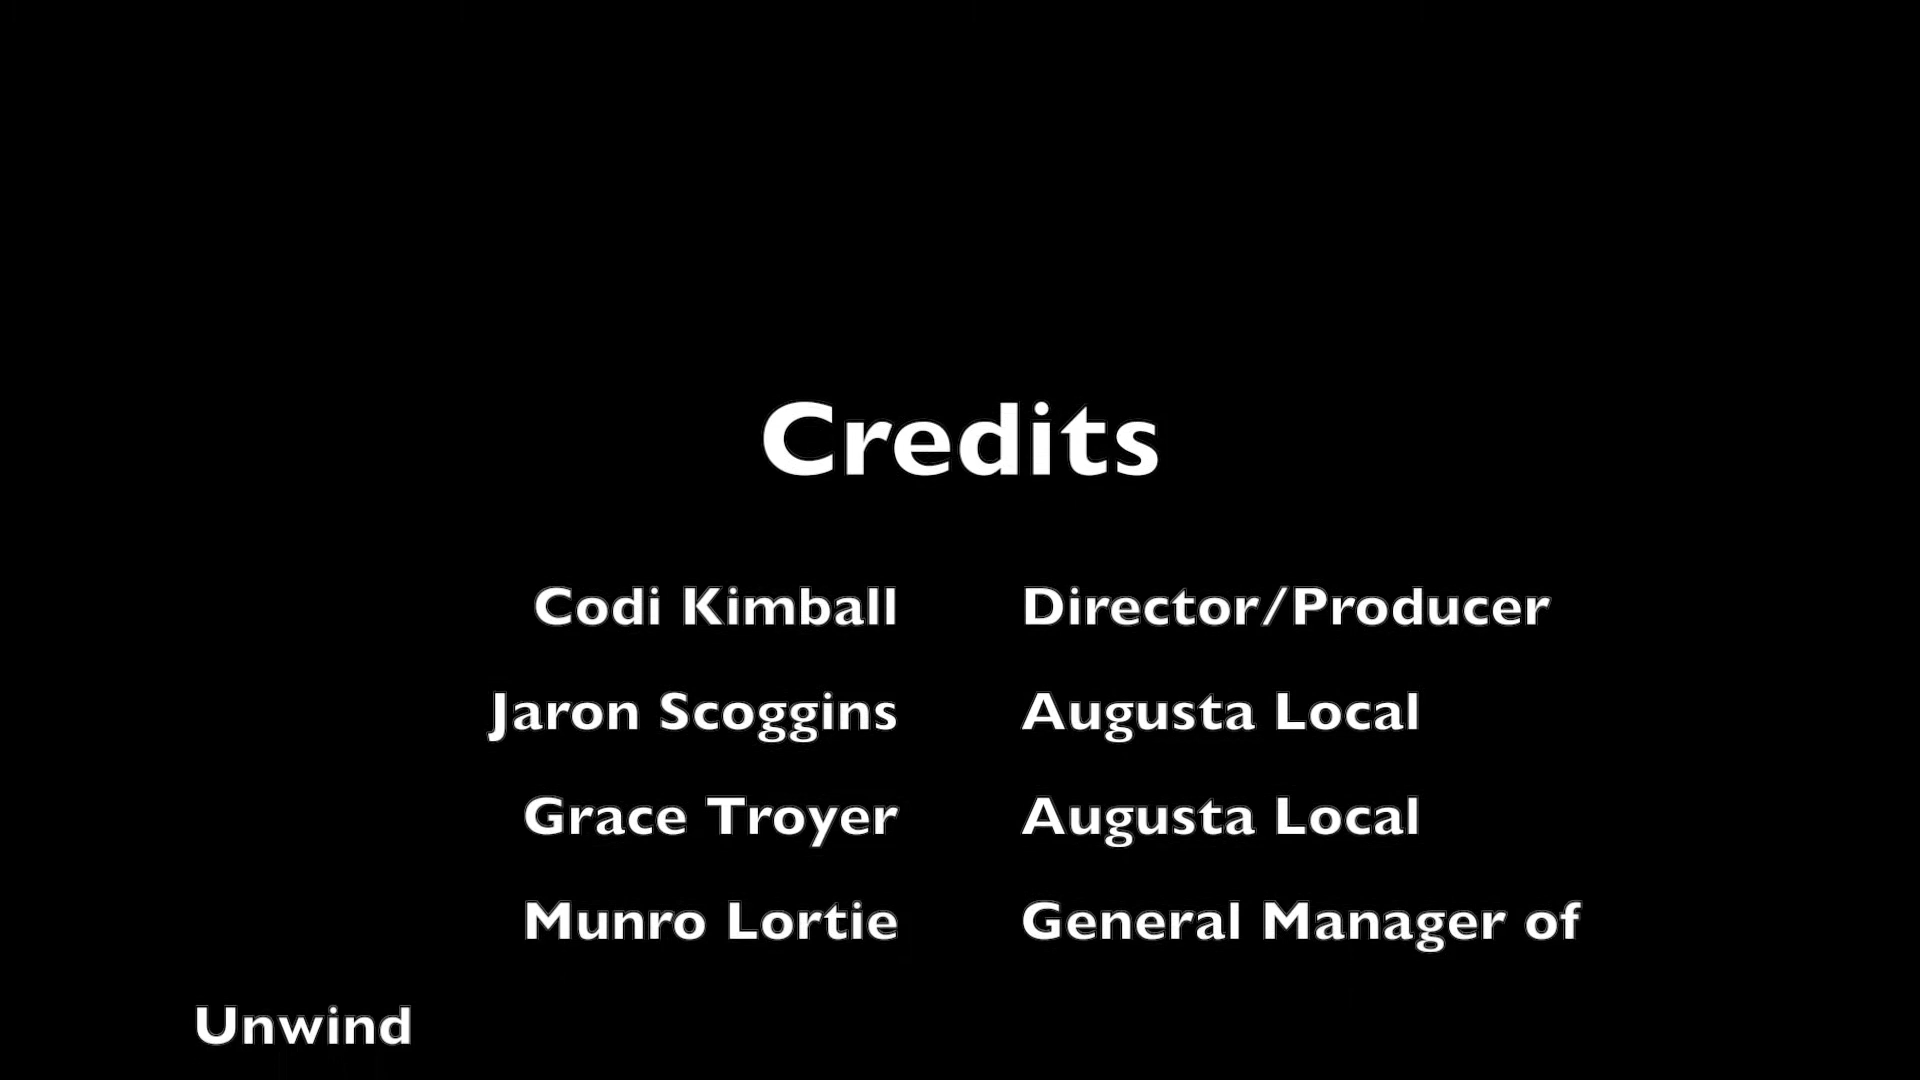 Credits
Codi Kimball Director/Producer
Jaron Scoggins Augusta Local
Grace Troyer Augusta Local
Munro Lortie General Manager of
Unwind